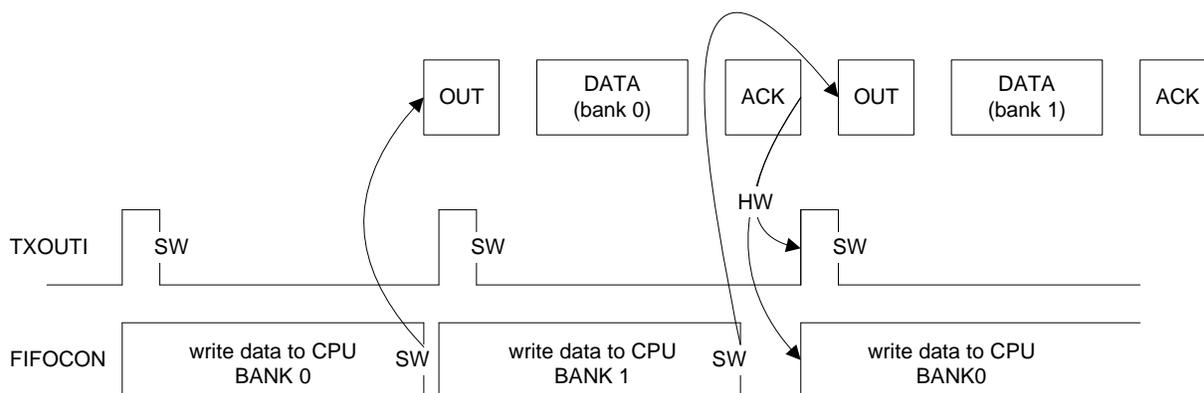 OUT
DATA
(bank 0)
ACK
OUT
DATA
(bank 1)
ACK
HW
TXOUTI
SW
SW
SW
FIFOCON
write data to CPU
BANK 0
SW
write data to CPU
BANK 1
SW
write data to CPU
BANK0